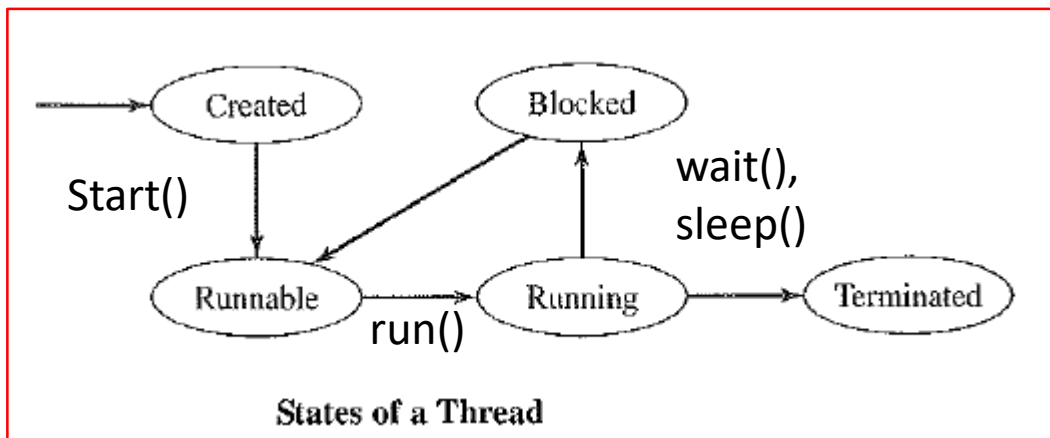 Created
Blocked
Start()
wait(),
sleep()
Runnable
run()
Running
Terminated
States of a Thread